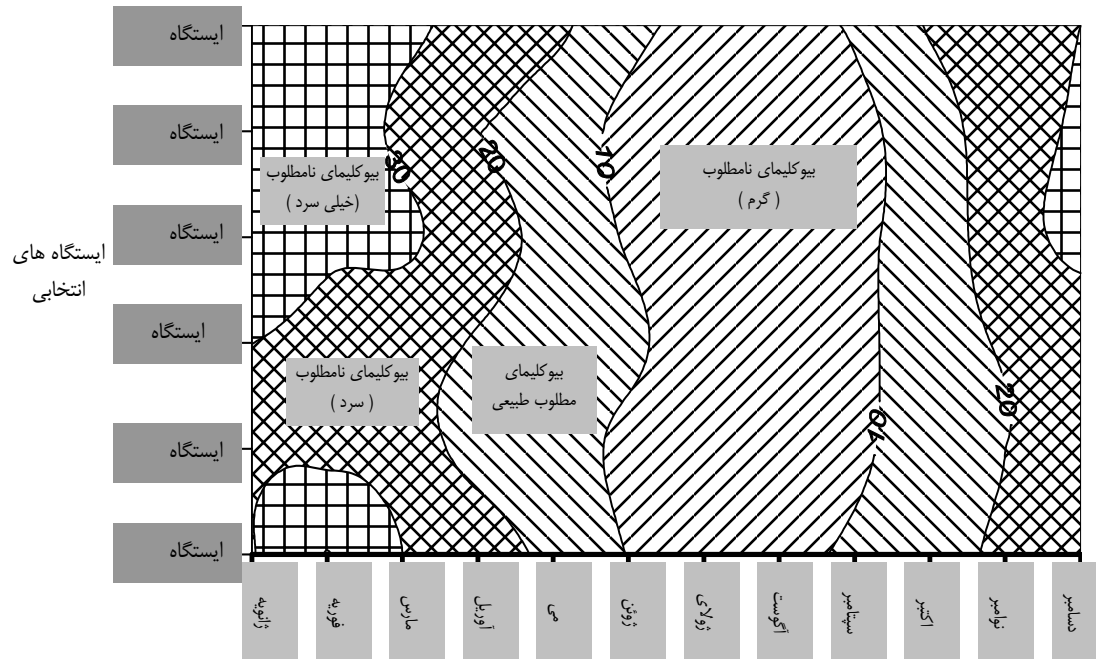 ایستگاه
ایستگاه
ایستگاه
ایستگاه
ایستگاه
ایستگاه
ایستگاه های
انتخابی
30
20
10
10
20
بیوکلیمای نامطلوب
(خیلی سرد )
بیوکلیمای نامطلوب
( گرم )
بیوکلیمای نامطلوب
( سرد )
بیوکلیمای
مطلوب طبیعی
ژانویه
فوریه
مارس
آوریل
می
ژوئن
ژولای
آگوست
سپتامبر
اکتبر
نوامبر
دسامبر